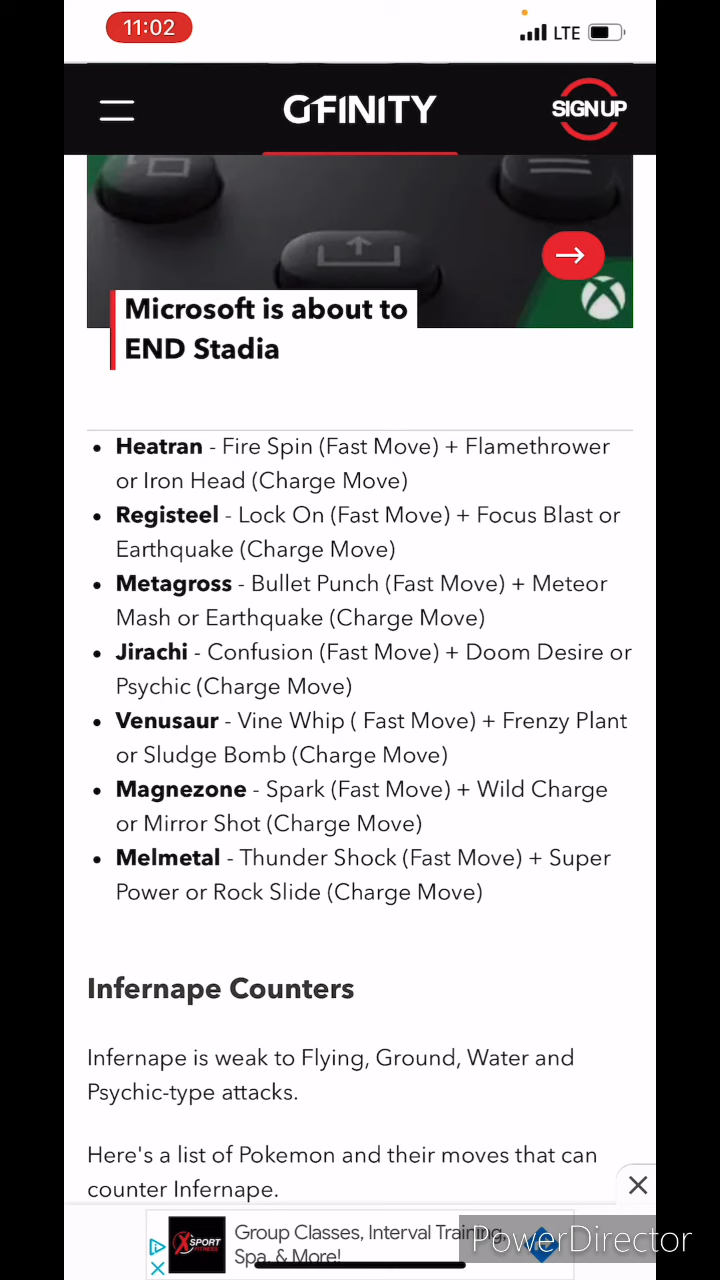 11:02
LTE
GFINITY
SIGN UP
Microsoft is about to
END Stadia
• Heatran - Fire Spin (Fast Move) + Flamethrower
or Iron Head (Charge Move)
• Registeel - Lock On (Fast Move) + Focus Blast or
Earthquake (Charge Move)
• Metagross - Bullet Punch (Fast Move) + Meteor
Mash or Earthquake (Charge Move)
• Jirachi - Confusion (Fast Move) + Doom Desire or
Psychic (Charge Move)
• Venusaur - Vine Whip ( Fast Move) + Frenzy Plant
or Sludge Bomb (Charge Move)
• Magnezone - Spark (Fast Move) + Wild Charge
or Mirror Shot (Charge Move)
• Melmetal - Thunder Shock (Fast Move) + Super
Power or Rock Slide (Charge Move)
Infernape Counters
Infernape is weak to Flying, Ground, Water and
Psychic-type attacks.
Here's a list of Pokemon and their moves that can
counter Infernape.
XSPORT
FITNESS
Group Classes, Interval Training,
Spa, & More!
PowerDirector